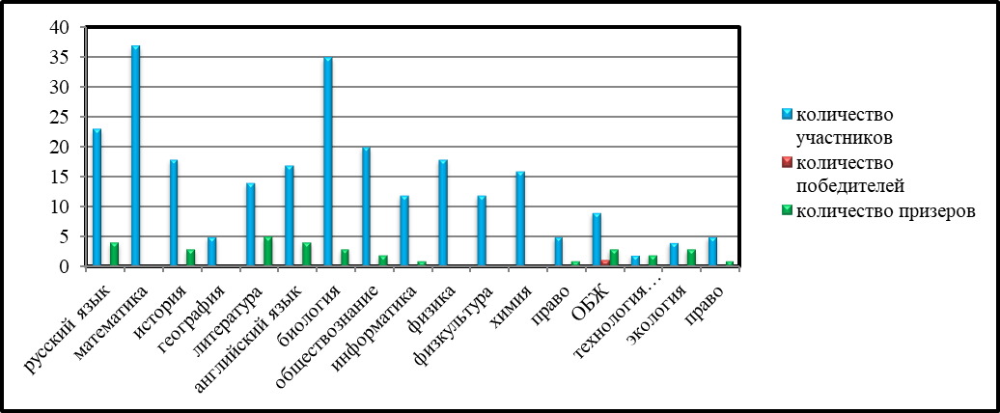 40
35
30
25
20
15
10
5
0
русский язык
математика
история
география
литература
английский язык
биология
обществознание
информатика
физика
физкультура
химия
право
ОБЖ
технология…
экология
право
количество
участников
количество
победителей
количество призеров